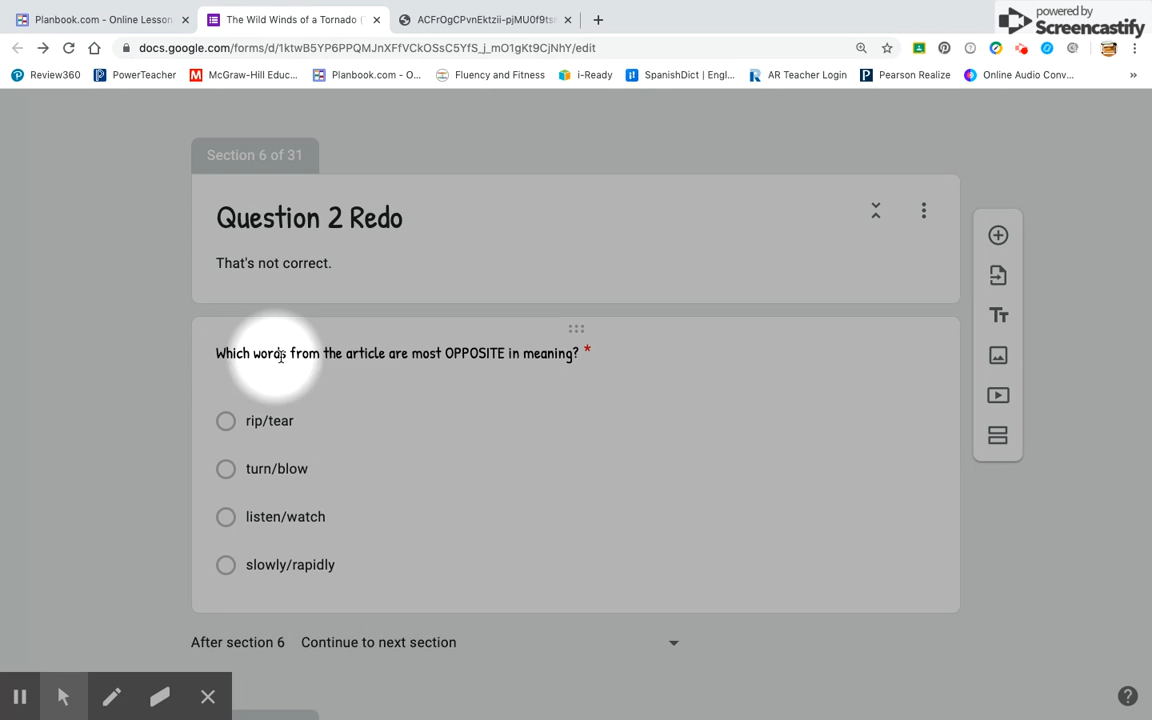 Planbook.com - Online Lesson
The Wild Winds of a Tornado (
ACFrOgCPvnEktzii-pjMU0f9tsn
powered by
Screencastify
docs.google.com/forms/d/1ktwB5YP6PPQMJnXFfVCkOSsC5YfS_j_mO1gKt9CjNhY/edit
Review360
PowerTeacher
McGraw-Hill Educ...
Planbook.com - O...
Fluency and Fitness
i-Ready
SpanishDict | Engl...
AR Teacher Login
Pearson Realize
Online Audio Conv...
Section 6 of 31
Question 2 Redo
That's not correct.
Which words from the article are most OPPOSITE in meaning? *
rip/tear
turn/blow
listen/watch
slowly/rapidly
After section 6 Continue to next section